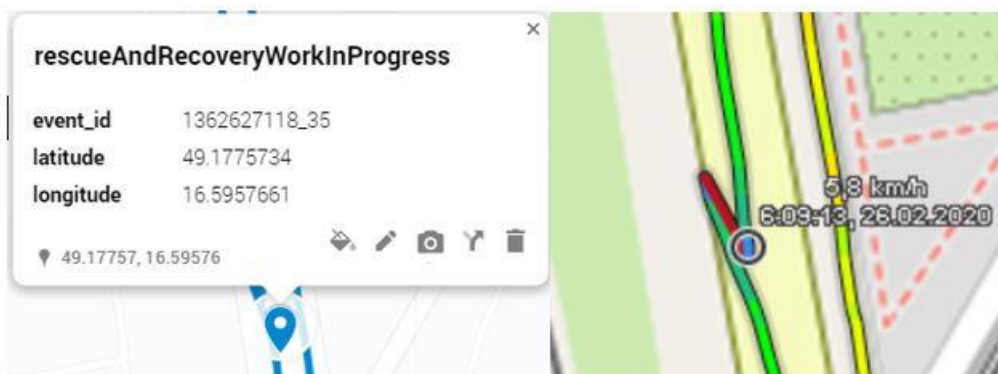 ×
rescueAndRecoveryWorkInProgress
event_id 1362627118_35
latitude 49.1775734
longitude 16.5957661
49.17757, 16.59576
5,8 km/h
6:09:13, 26.02.2020